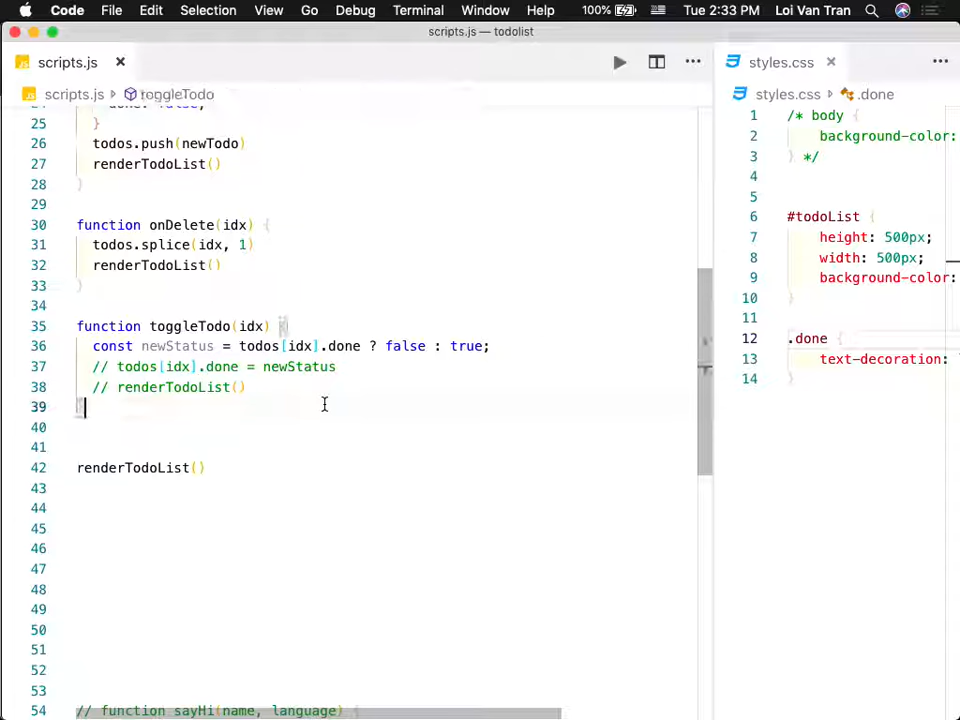 Code File Edit Selection View Go Debug Terminal Window Help 100% Tue 2:33 PM Loi Van Tran
scripts.js — todolist
scripts.js
scripts.js toggleTodo
25 }
26 todos.push(newTodo)
27 renderTodoList()
28 }
29
30 function onDelete(idx) {
31 todos.splice(idx, 1)
32 renderTodoList()
33 }
34
35 function toggleTodo(idx) {
36 const newStatus = todos[idx].done ? false : true;
37 // todos[idx].done = newStatus
38 // renderTodoList()
39 }
40
41
42 renderTodoList()
43
44
45
46
47
48
49
50
51
52
53
54 // function sayHi(name, language) {
styles.css
styles.css .done
1 /* body {
2 background-color:
3 } */
4
5
6 #todoList {
7 height: 500px;
8 width: 500px;
9 background-color:
10 }
11
12 .done {
13 text-decoration:
14 }